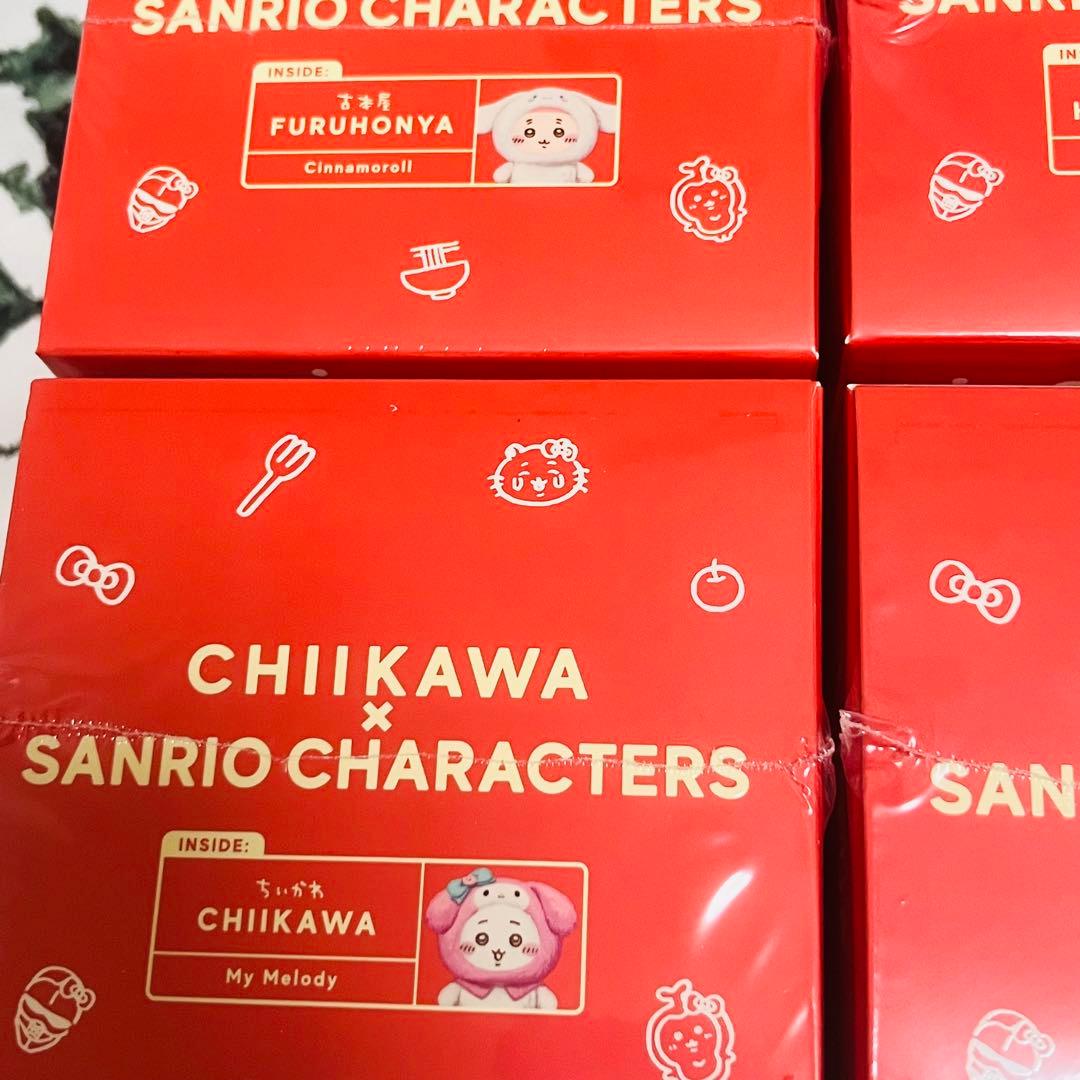 SANRIO CHARACTERS
INSIDE:
古本屋
FURUHONYA
Cinnamoroll
CHIIKAWA
×
SANRIO CHARACTERS
INSIDE:
ちいかわ
CHIIKAWA
My Melody
SAN